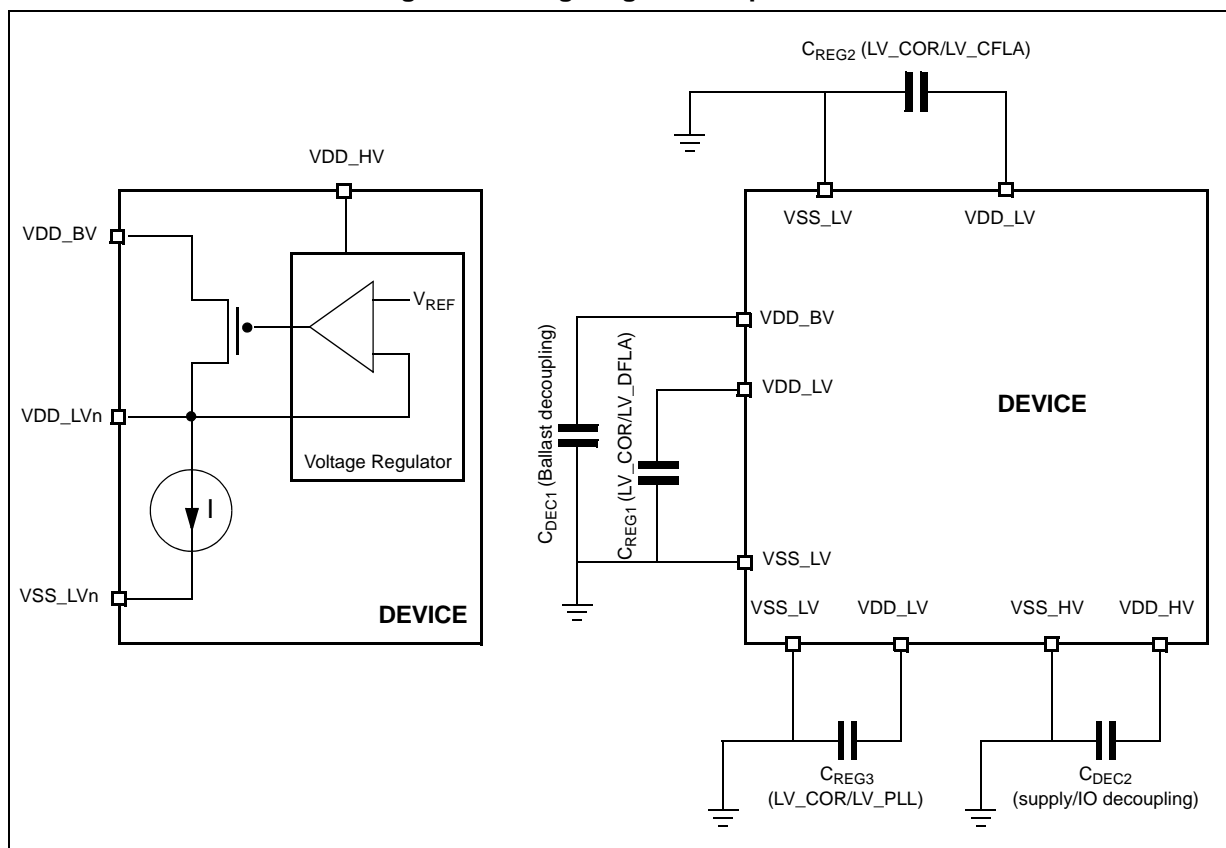 VDD_HV
VDD_BV
VREF
VDD_LVn
Voltage Regulator
I
VSS_LVn
DEVICE
CREG2 (LV_COR/LV_CFLA)
VSS_LV
VDD_LV
VDD_BV
VDD_LV
DEVICE
CDEC1 (Ballast decoupling)
CREG1 (LV_COR/LV_DFLA)
VSS_LV
VSS_LV
VDD_LV
VSS_HV
VDD_HV
CREG3
(LV_COR/LV_PLL)
CDEC2
(supply/IO decoupling)